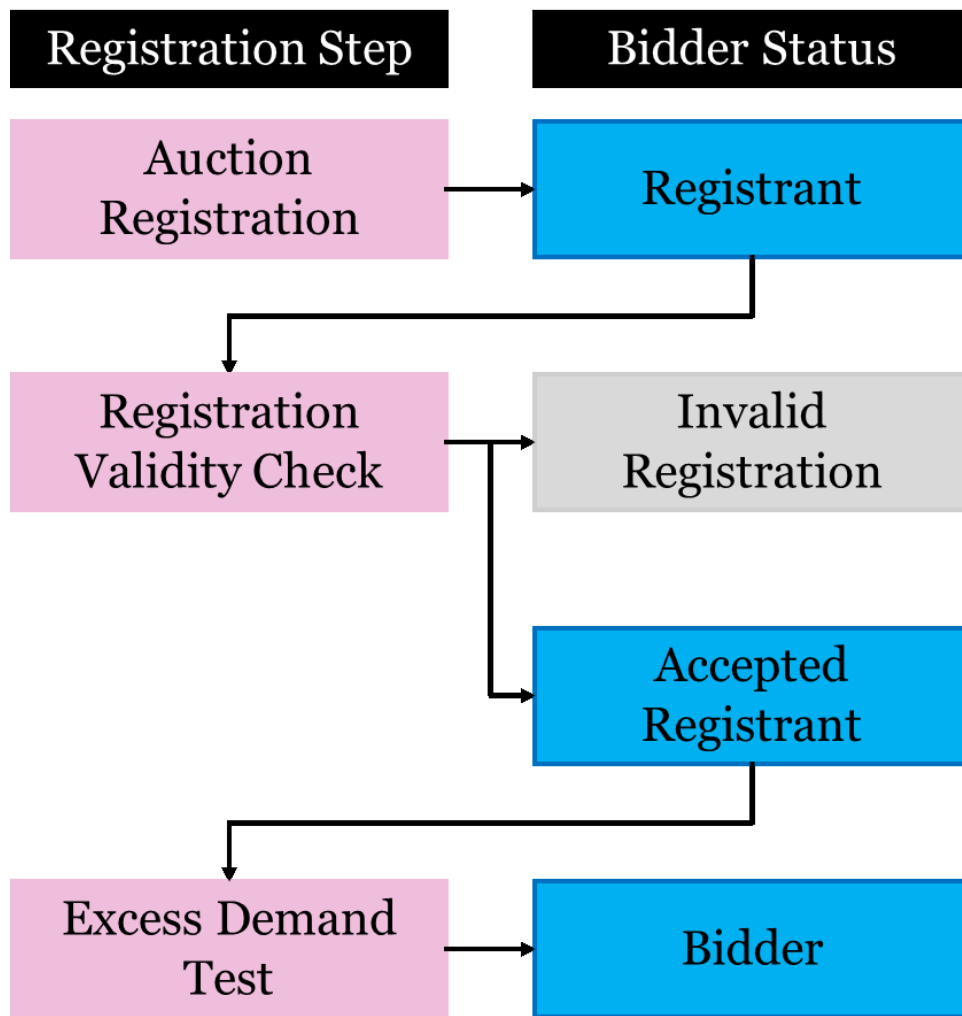 Registration Step
Bidder Status
Auction
Registration
Registrant
Registration
Validity Check
Invalid
Registration
Accepted
Registrant
Excess Demand
Test
Bidder